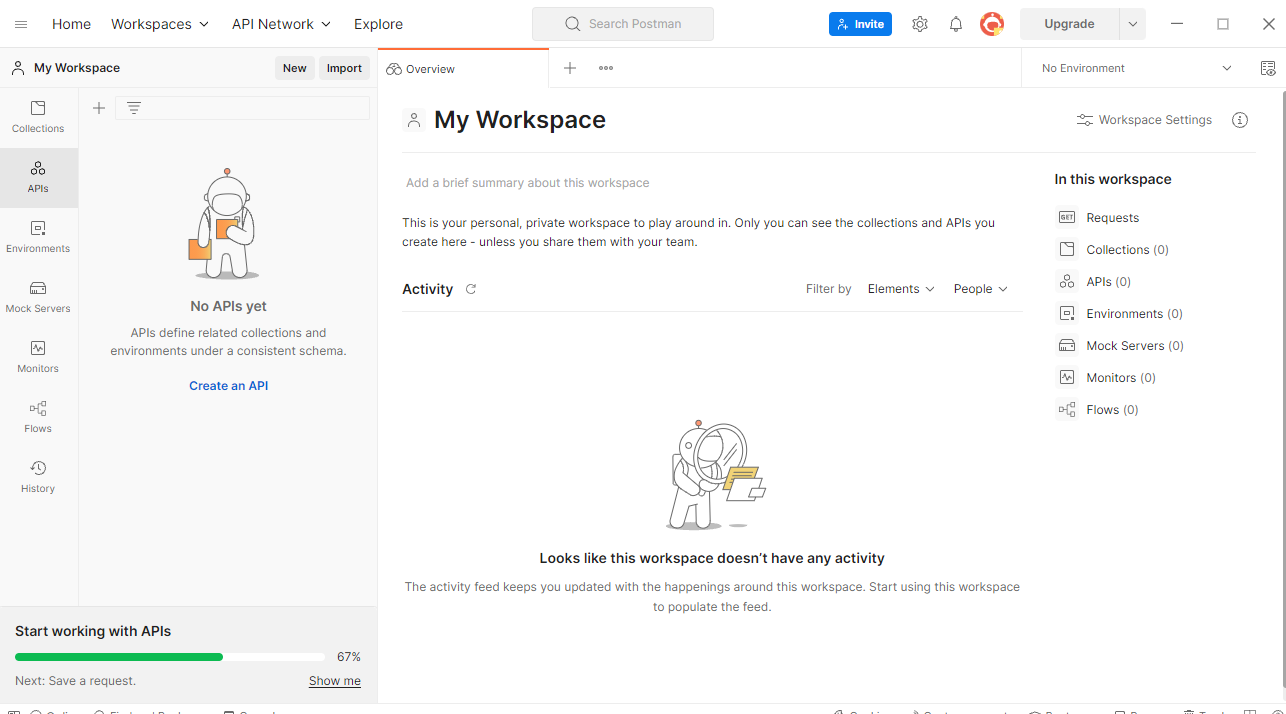 Home Workspaces API Network Explore Search Postman Invite Upgrade
My Workspace New Import Overview No Environment
Collections
APIs
Environments
Mock Servers
Monitors
Flows
History
No APIs yet
APIs define related collections and
environments under a consistent schema.
Create an API
Start working with APIs
67%
Next: Save a request. Show me
My Workspace
Workspace Settings
Add a brief summary about this workspace
This is your personal, private workspace to play around in. Only you can see the collections and APIs you
create here - unless you share them with your team.
Activity Filter by Elements People
Looks like this workspace doesn’t have any activity
The activity feed keeps you updated with the happenings around this workspace. Start using this workspace
to populate the feed.
In this workspace
GET Requests
Collections (0)
APIs (0)
Environments (0)
Mock Servers (0)
Monitors (0)
Flows (0)